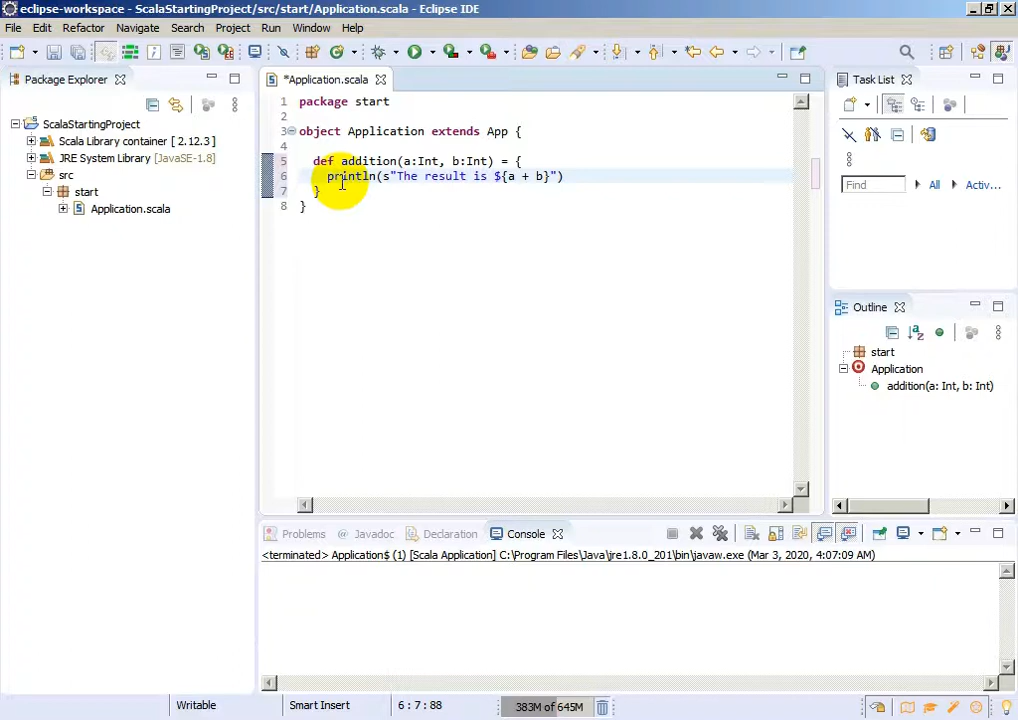 eclipse-workspace - ScalaStartingProject/src/start/Application.scala - Eclipse IDE
File Edit Refactor Navigate Search Project Run Window Help
Package Explorer
ScalaStartingProject
Scala Library container [ 2.12.3 ]
JRE System Library [JavaSE-1.8]
src
start
Application.scala
*Application.scala
1 package start
2
3 object Application extends App {
4
5 def addition(a:Int, b:Int) = {
6 println(s"The result is ${a + b}")
7 }
8 }
Task List
Find All Activ...
Outline
start
Application
addition(a: Int, b: Int)
Problems Javadoc Declaration Console
<terminated> Application$ (1) [Scala Application] C:\Program Files\Java\jre1.8.0_201\bin\javaw.exe (Mar 3, 2020, 4:07:09 AM)
Writable Smart Insert 6 : 7 : 88 383M of 645M